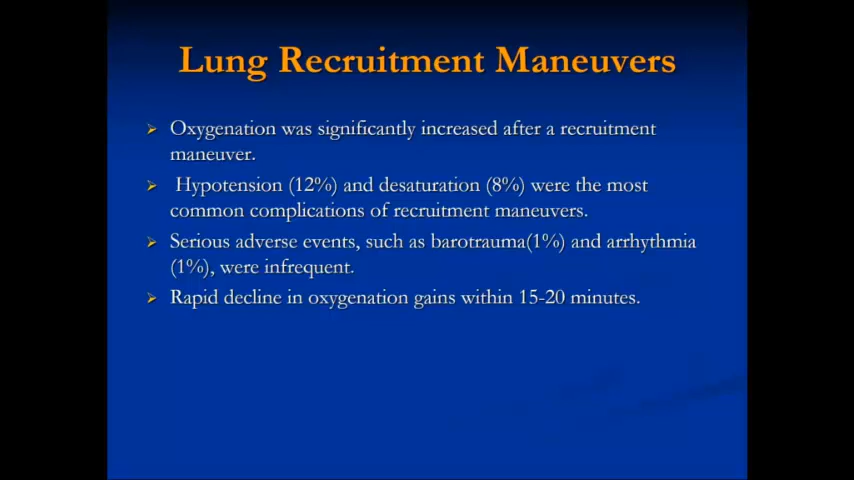 Lung Recruitment Maneuvers
Oxygenation was significantly increased after a recruitment
maneuver.
Hypotension (12%) and desaturation (8%) were the most
common complications of recruitment maneuvers.
Serious adverse events, such as barotrauma(1%) and arrhythmia
(1%), were infrequent.
Rapid decline in oxygenation gains within 15-20 minutes.